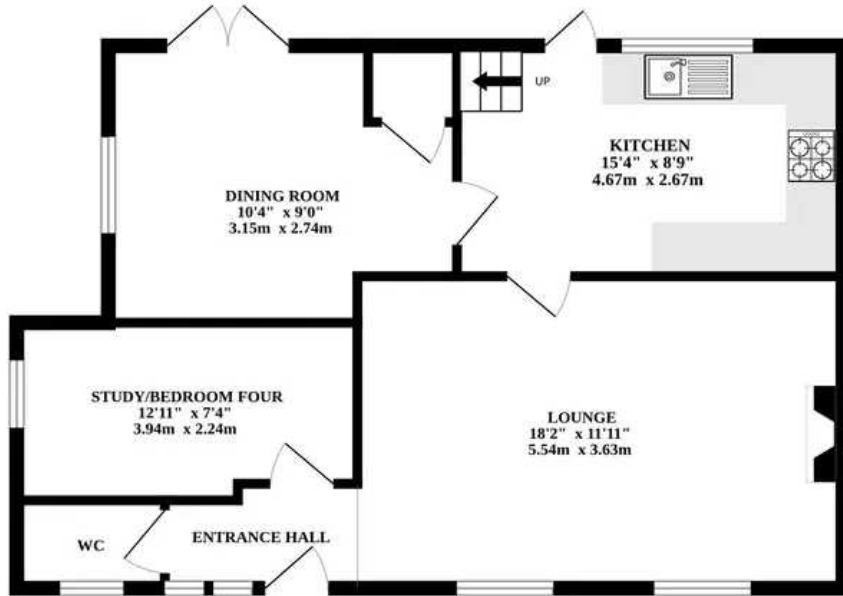 UP
KITCHEN
15'4" x 8'9"
4.67m x 2.67m
DINING ROOM
10'4" x 9'0"
3.15m x 2.74m
STUDY/BEDROOM FOUR
12'11" x 7'4"
3.94m x 2.24m
LOUNGE
18'2" x 11'11"
5.54m x 3.63m
WC
ENTRANCE HALL